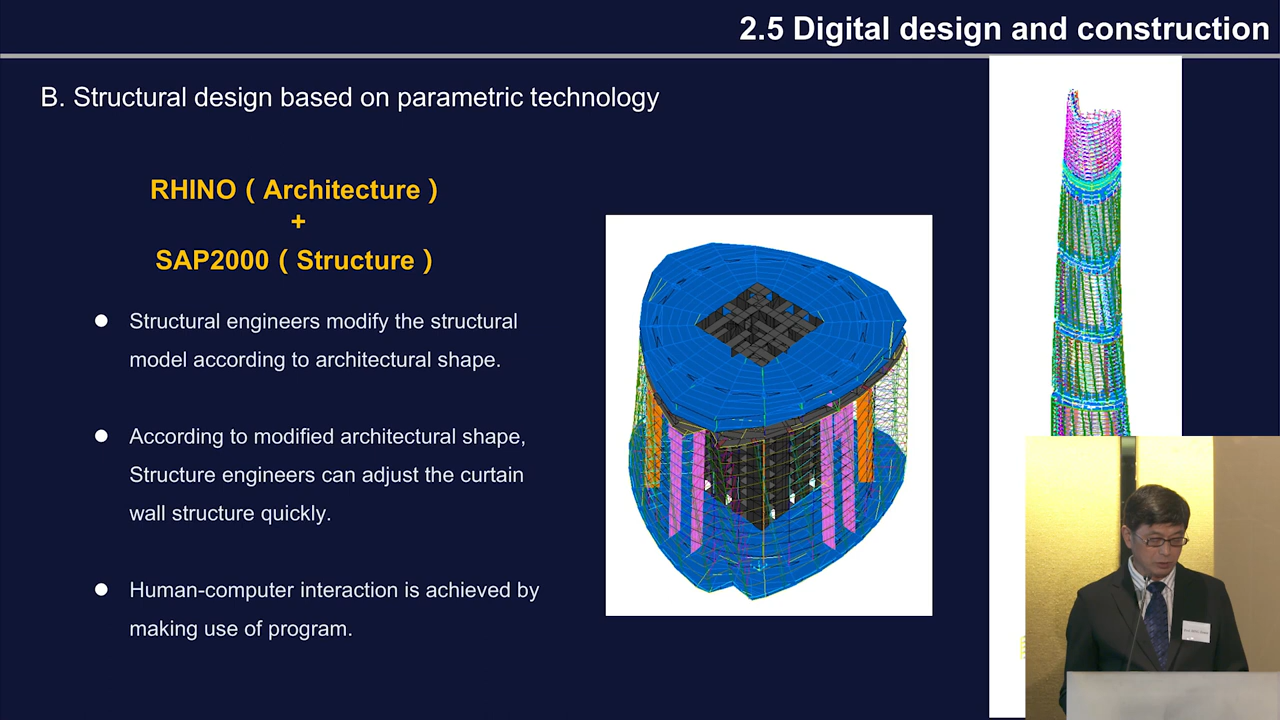 2.5 Digital design and construction
B. Structural design based on parametric technology
RHINO ( Architecture )
+
SAP2000 ( Structure )
● Structural engineers modify the structural
model according to architectural shape.
● According to modified architectural shape,
Structure engineers can adjust the curtain
wall structure quickly.
● Human-computer interaction is achieved by
making use of program.